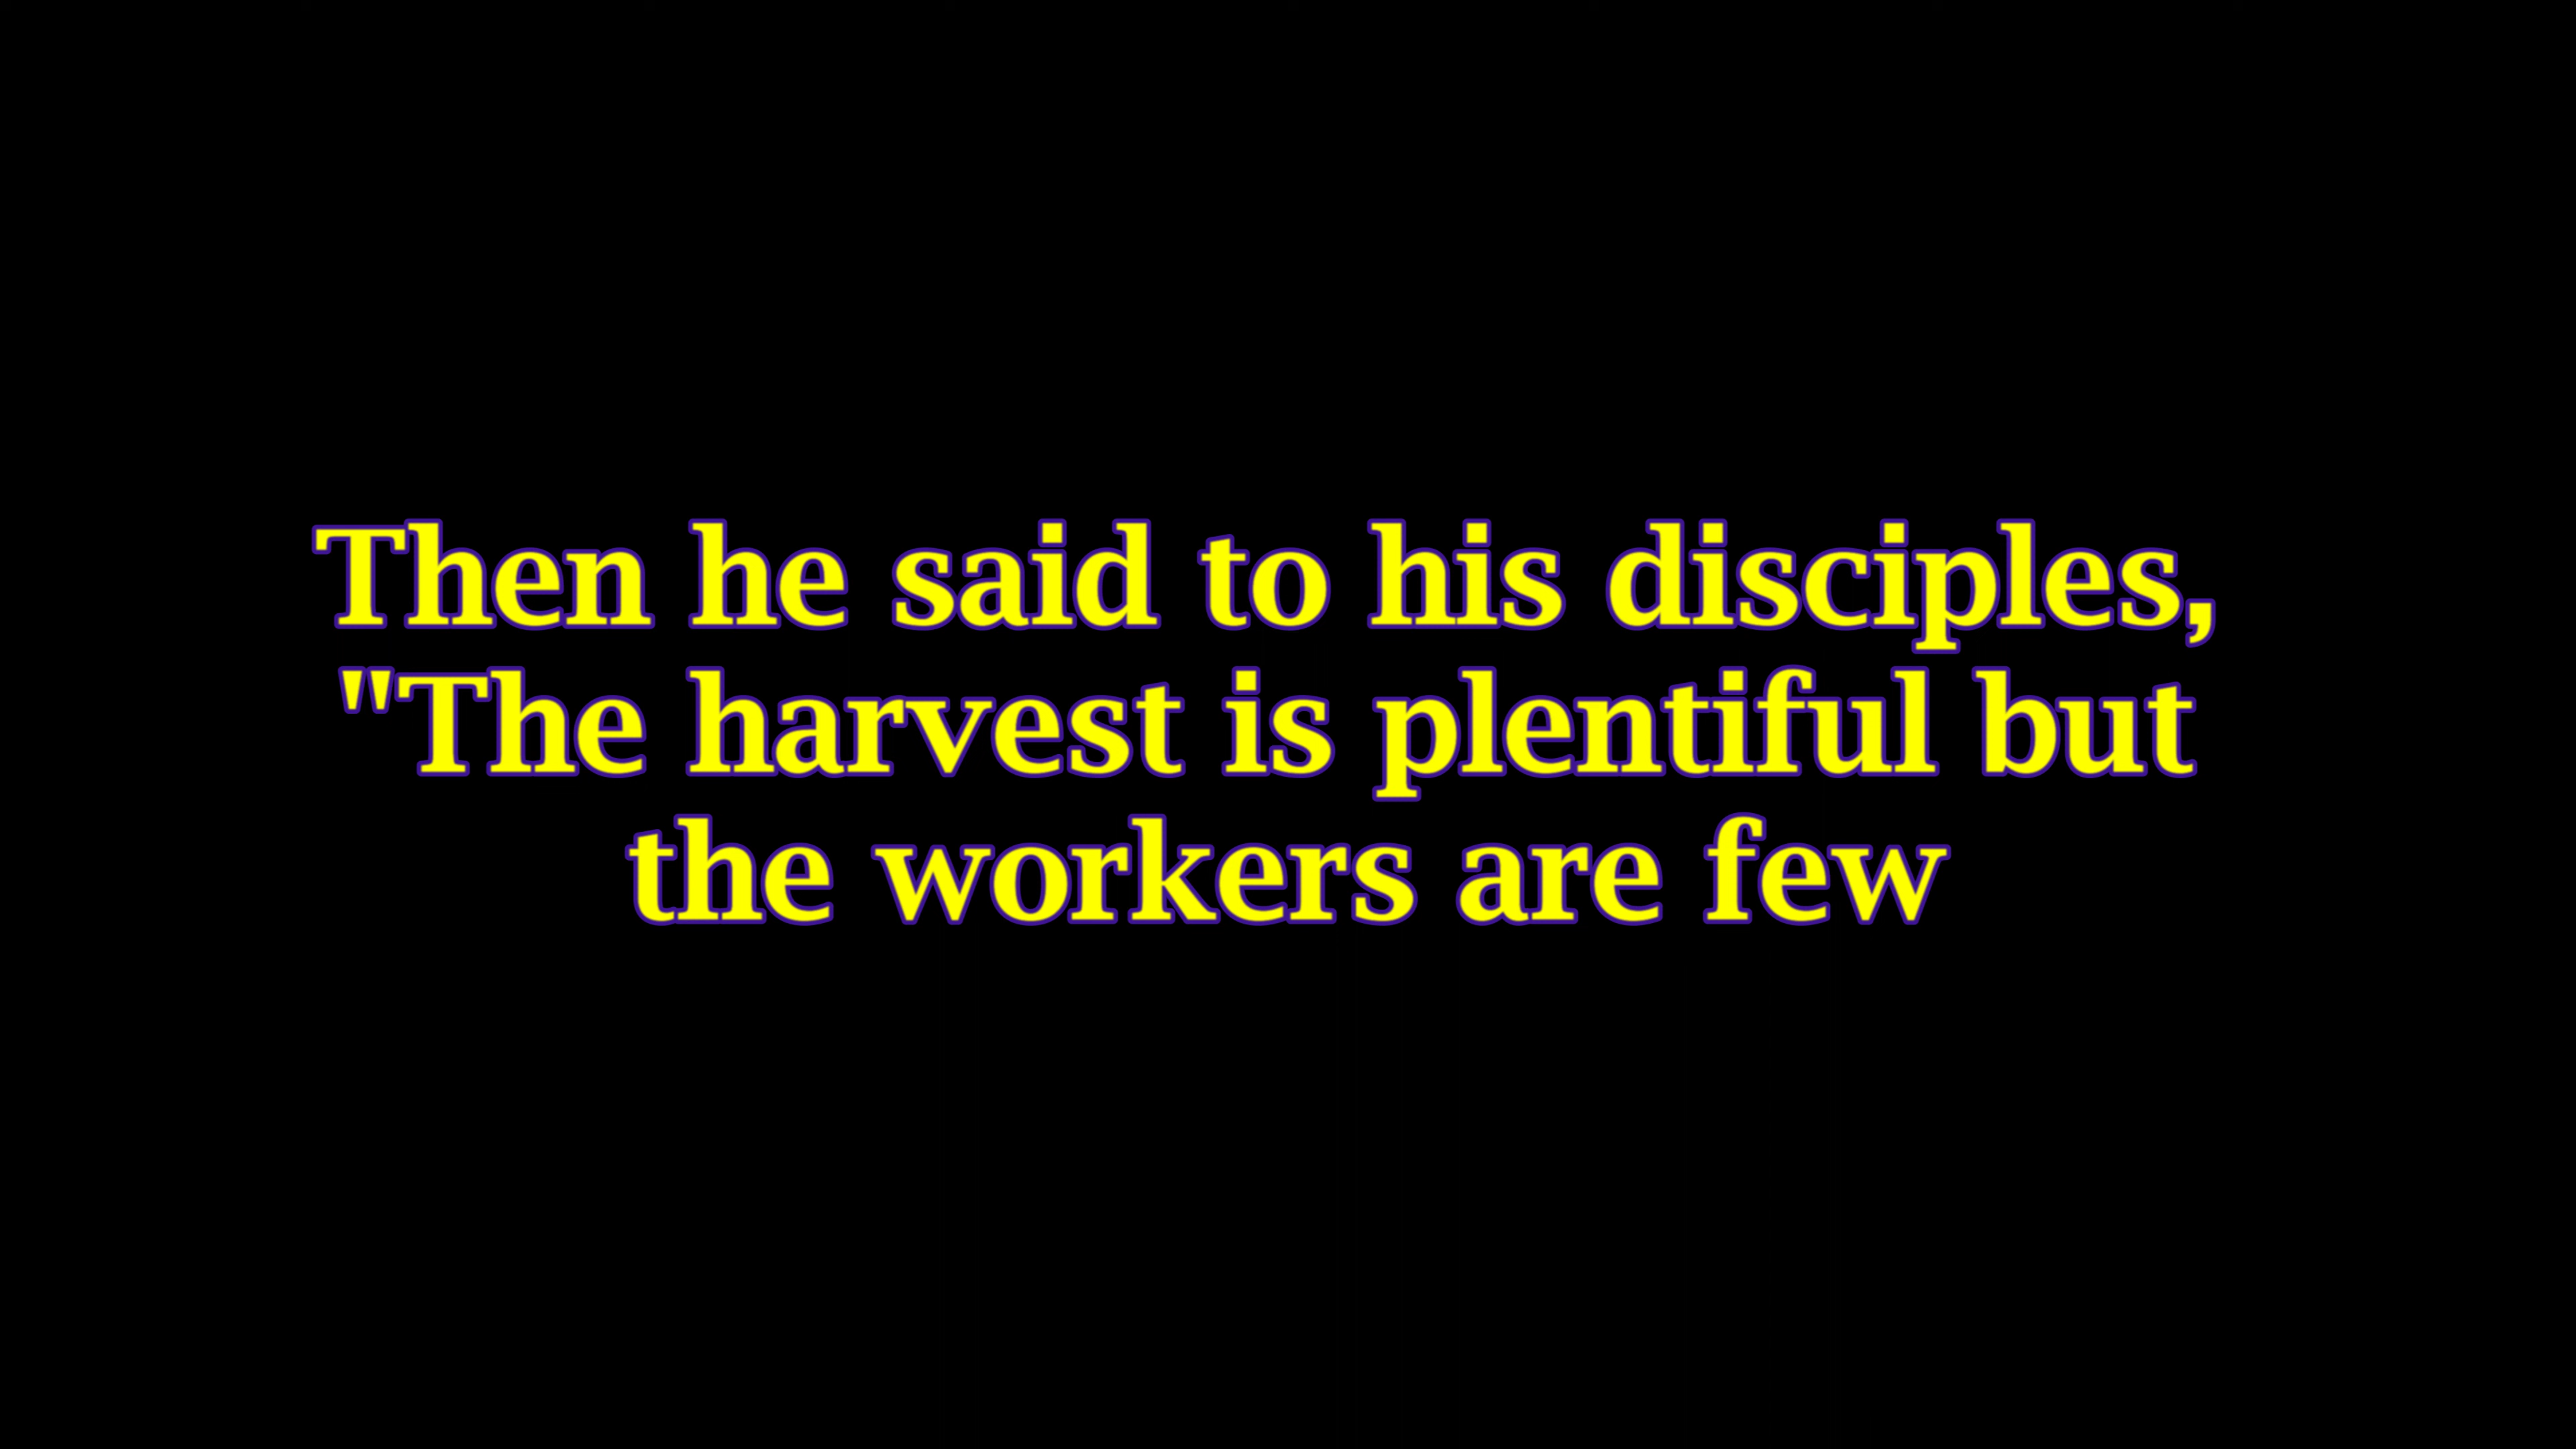 Then he said to his disciples,
"The harvest is plentiful but
the workers are few